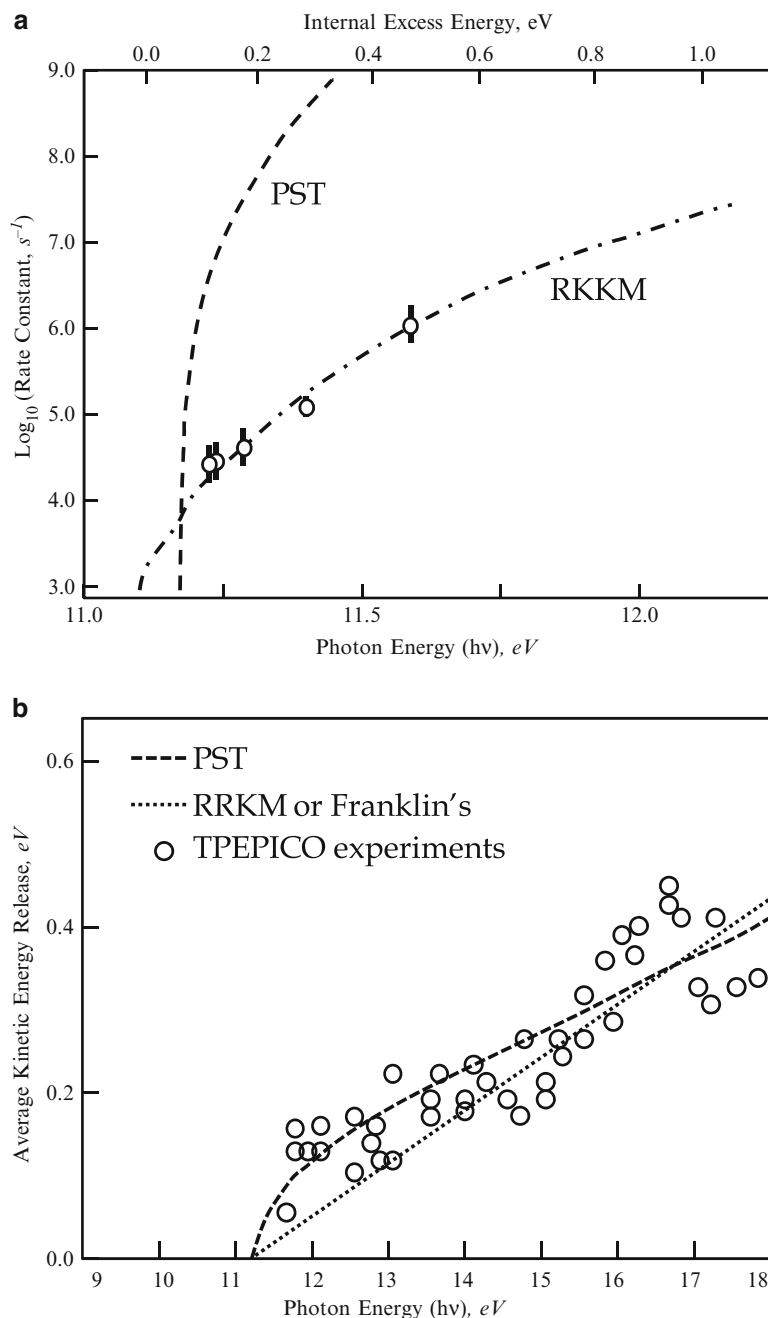 a
Internal Excess Energy, eV
0.0 0.2 0.4 0.6 0.8 1.0
9.0
8.0
7.0
6.0
5.0
4.0
3.0
Log10 (Rate Constant, s–1
PST
RKKM
11.0 11.5 12.0
Photon Energy (hν), eV
b
0.6
0.4
0.2
0.0
Average Kinetic Energy Release, eV
PST
RRKM or Franklin's
TPEPICO experiments
9 10 11 12 13 14 15 16 17 18
Photon Energy (hν), eV